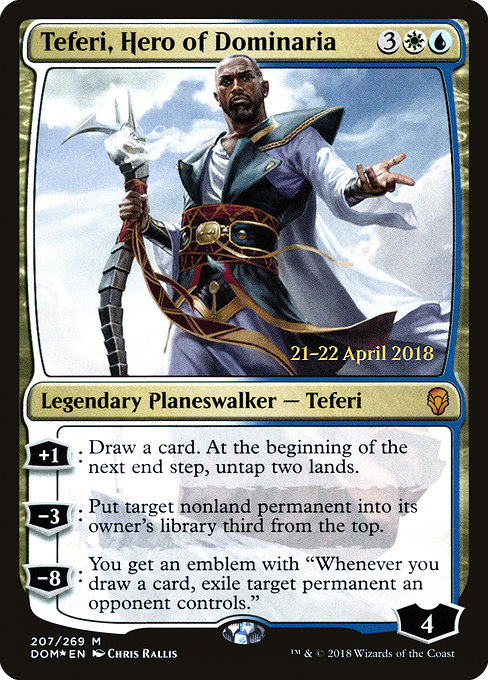 Teferi, Hero of Dominaria 3
21–22 April 2018
Legendary Planeswalker — Teferi
+1 : Draw a card. At the beginning of the
next end step, untap two lands.
−3 : Put target nonland permanent into its
owner's library third from the top.
−8 : You get an emblem with “Whenever you
draw a card, exile target permanent an
opponent controls.”
4
207/269 M
DOM★EN Chris Rallis
™ & © 2018 Wizards of the Coast